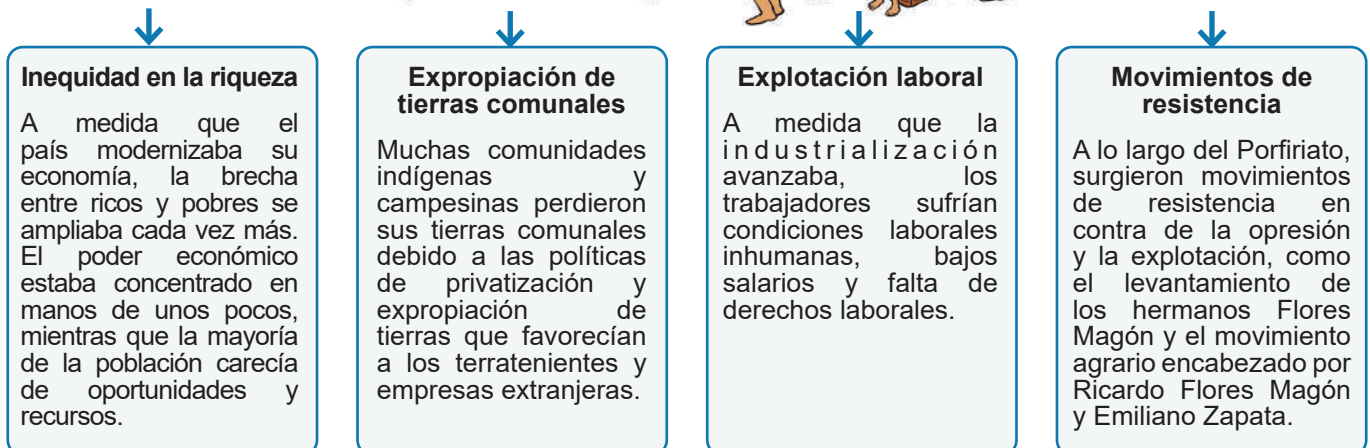 Inequidad en la riqueza
A medida que el
país modernizaba su
economía, la brecha
entre ricos y pobres se
ampliaba cada vez más.
El poder económico
estaba concentrado en
manos de unos pocos,
mientras que la mayoría
de la población carecía
de oportunidades y
recursos.
Expropiación de
tierras comunales
Muchas comunidades
indígenas y
campesinas perdieron
sus tierras comunales
debido a las políticas
de privatización y
expropiación de
tierras que favorecían
a los terratenientes y
empresas extranjeras.
Explotación laboral
A medida que la
industrialización
avanzaba, los
trabajadores sufrían
condiciones laborales
inhumanas, bajos
salarios y falta de
derechos laborales.
Movimientos de
resistencia
A lo largo del Porfiriato,
surgieron movimientos
de resistencia en
contra de la opresión
y la explotación, como
el levantamiento de
los hermanos Flores
Magón y el movimiento
agrario encabezado por
Ricardo Flores Magón
y Emiliano Zapata.